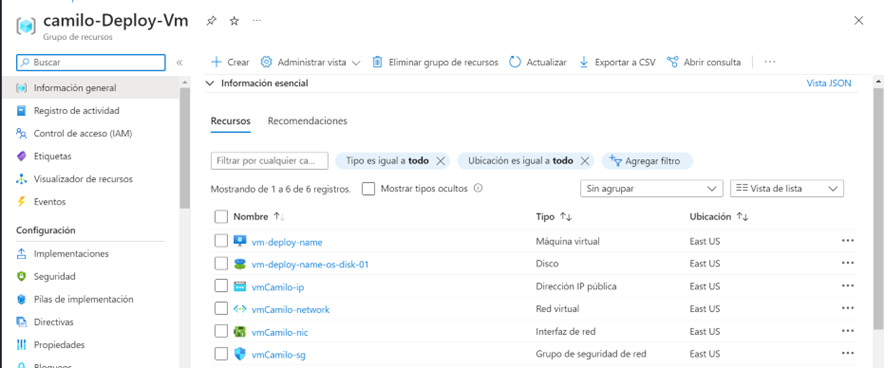 camilo-Deploy-Vm
Grupo de recursos
Buscar
Crear Administrar vista Eliminar grupo de recursos Actualizar Exportar a CSV Abrir consulta
Información general
Registro de actividad
Control de acceso (IAM)
Etiquetas
Visualizador de recursos
Eventos
Configuración
Implementaciones
Seguridad
Pilas de implementación
Directivas
Propiedades
Bloqueos
Información esencial Vista JSON
Recursos Recomendaciones
Filtrar por cualquier ca... Tipo es igual a todo Ubicación es igual a todo Agregar filtro
Mostrando de 1 a 6 de 6 registros. Mostrar tipos ocultos Sin agrupar Vista de lista
Nombre Tipo Ubicación
vm-deploy-name Máquina virtual East US
vm-deploy-name-os-disk-01 Disco East US
vmCamilo-ip Dirección IP pública East US
vmCamilo-network Red virtual East US
vmCamilo-nic Interfaz de red East US
vmCamilo-sg Grupo de seguridad de red East US